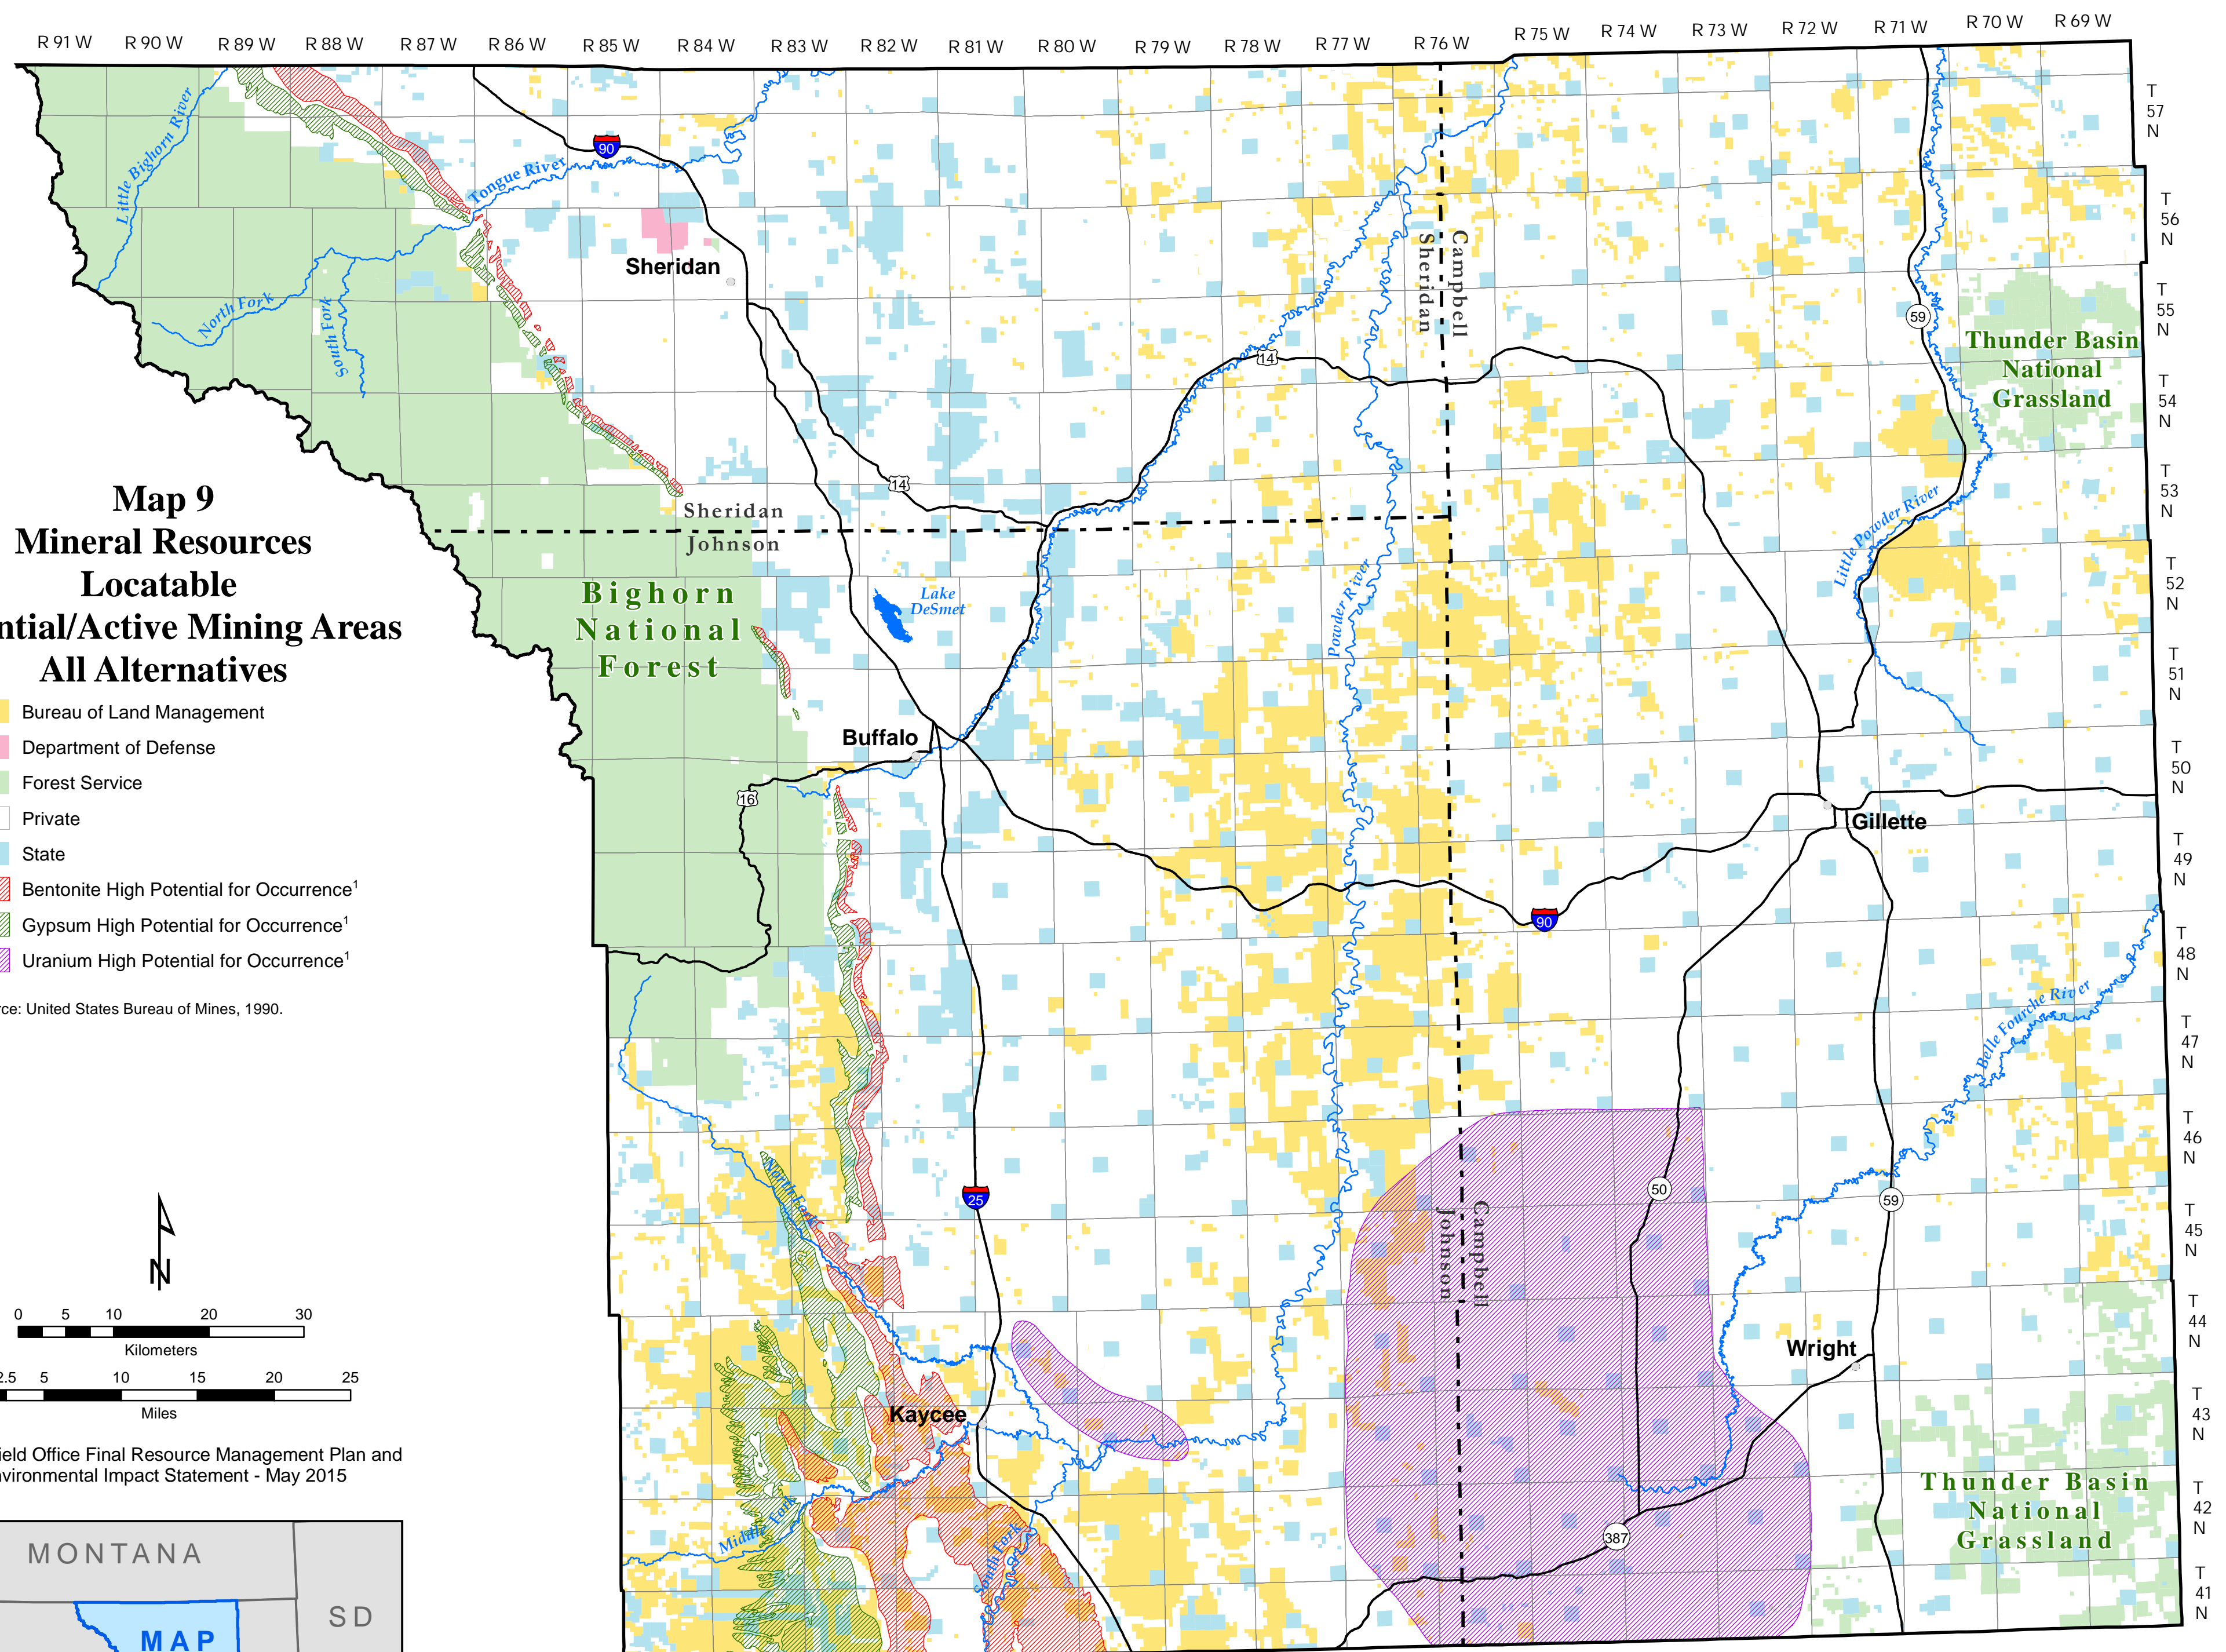 R 91 W R 90 W R 89 W R 88 W R 87 W R 86 W R 85 W R 84 W R 83 W R 82 W R 81 W R 80 W R 79 W R 78 W R 77 W R 76 W R 75 W R 74 W R 73 W R 72 W R 71 W R 70 W R 69 W
T
57
N
T
56
N
T
55
N
T
54
N
T
53
N
T
52
N
T
51
N
T
50
N
T
49
N
T
48
N
T
47
N
T
46
N
T
45
N
T
44
N
T
43
N
T
42
N
T
41
N
Little Bighorn River
Tongue River
90
Sheridan
North Fork
South Fork
Sheridan
Campbell
14
59
Thunder Basin
National
Grassland
14
Sheridan
Johnson
Little Powder River
Powder River
Bighorn
National
Forest
Lake
DeSmet
Buffalo
16
Gillette
90
Belle Fourche River
North Fork
25
50
59
Johnson
Campbell
Wright
Kaycee
Middle Fork
South Fork
387
Thunder Basin
National
Grassland
Map 9
Mineral Resources
Locatable
ntial/Active Mining Areas
All Alternatives
Bureau of Land Management
Department of Defense
Forest Service
Private
State
Bentonite High Potential for Occurrence1
Gypsum High Potential for Occurrence1
Uranium High Potential for Occurrence1
rce: United States Bureau of Mines, 1990.
N
0 5 10 20 30
Kilometers
2.5 5 10 15 20 25
Miles
ield Office Final Resource Management Plan and
nvironmental Impact Statement - May 2015
MONTANA
SD
MAP